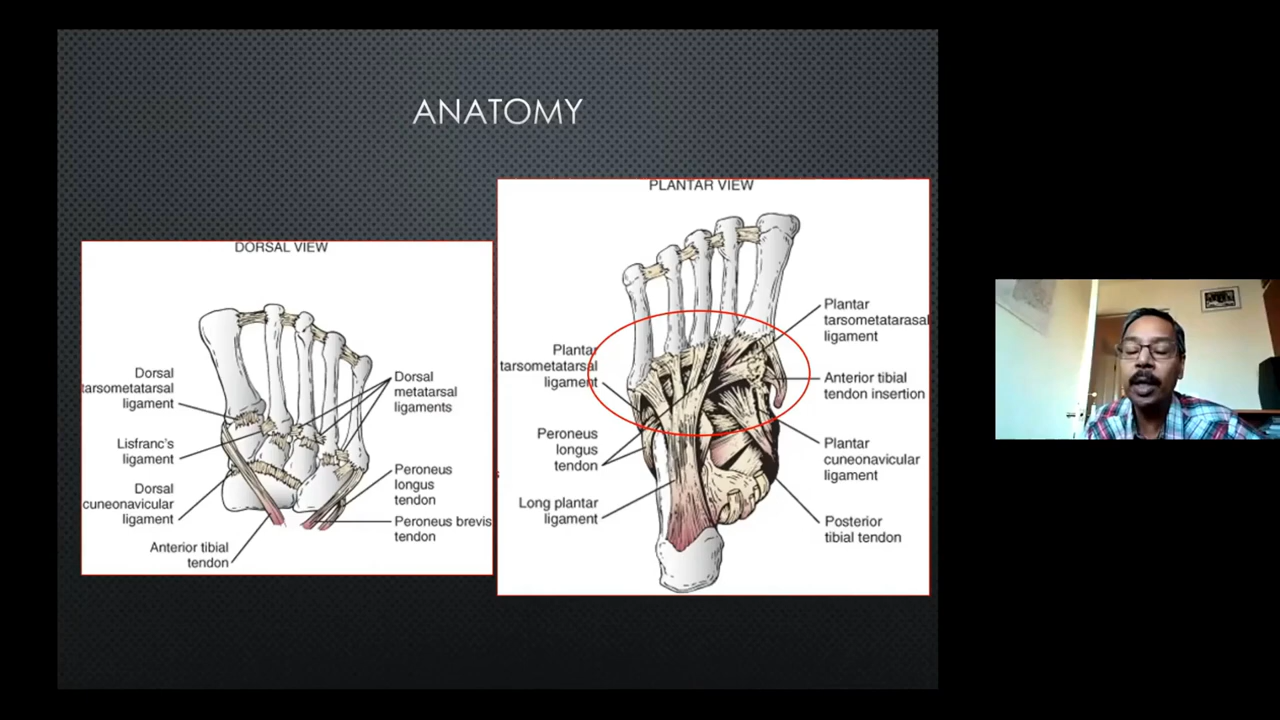 ANATOMY
DORSAL VIEW
Dorsal
tarsometatarsal
ligament
Lisfranc's
ligament
Dorsal
cuneonavicular
ligament
Anterior tibial
tendon
Dorsal
metatarsal
ligaments
Peroneus
longus
tendon
Peroneus brevis
tendon
PLANTAR VIEW
Plantar
tarsometatarsal
ligament
Peroneus
longus
tendon
Long plantar
ligament
Plantar
tarsometatarasal
ligament
Anterior tibial
tendon insertion
Plantar
cuneonavicular
ligament
Posterior
tibial tendon